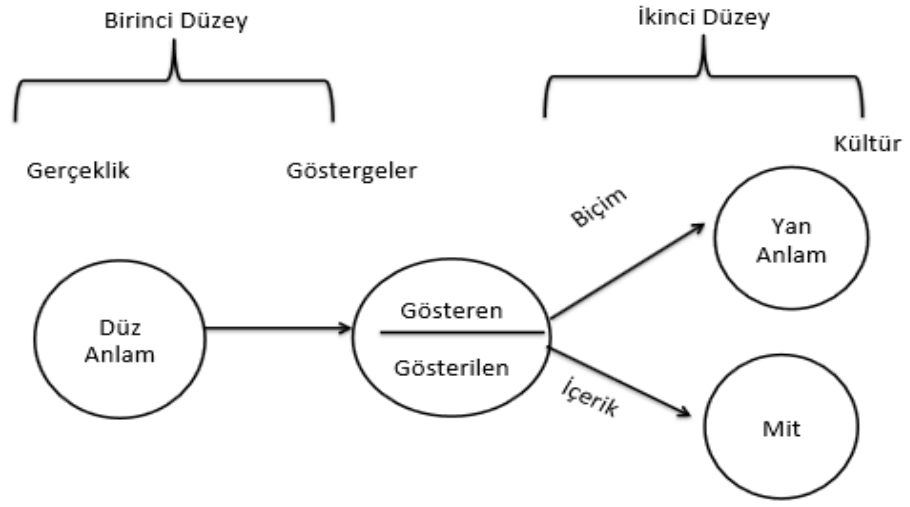 Birinci Düzey
İkinci Düzey
Gerçeklik
Göstergeler
Kültür
Biçim
Yan
Anlam
Düz
Anlam
Gösteren
Gösterilen
İçerik
Mit